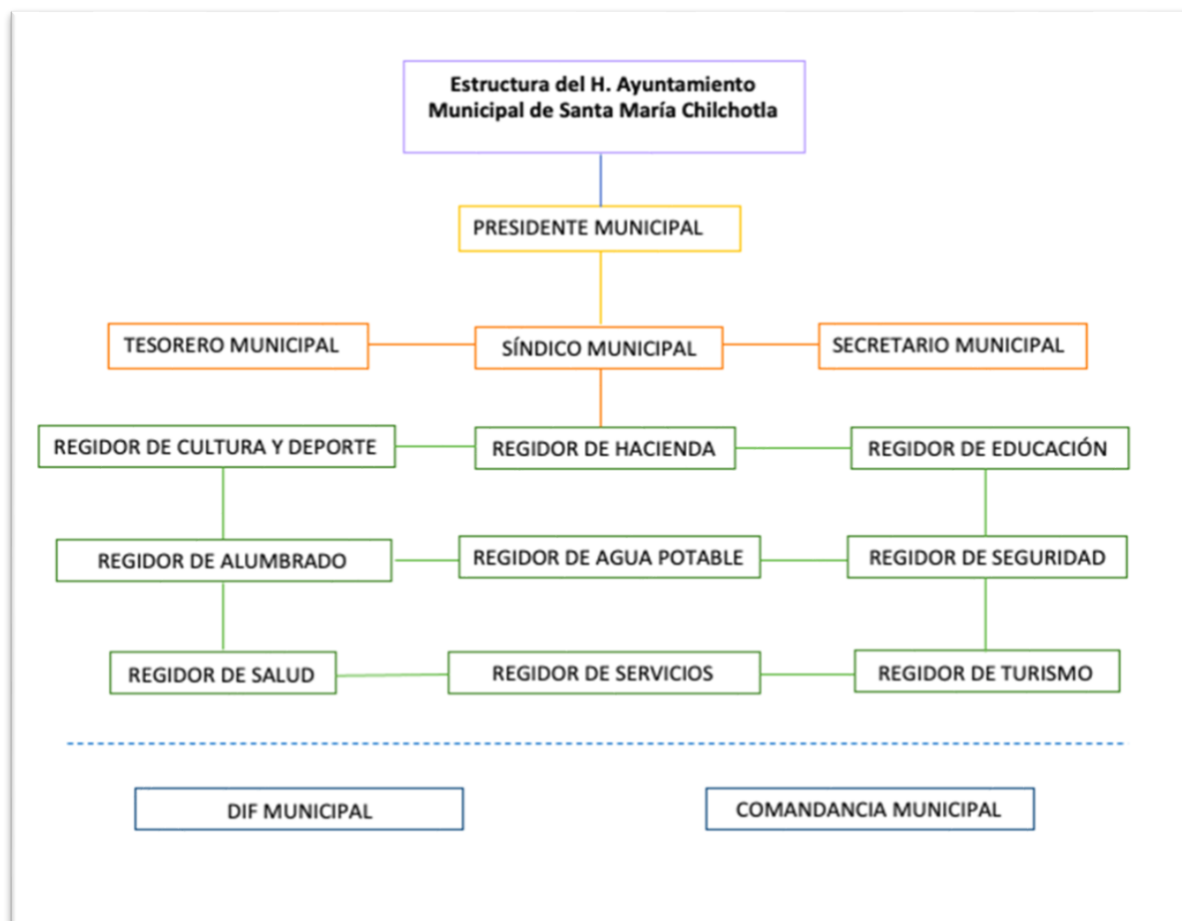 Estructura del H. Ayuntamiento
Municipal de Santa María Chilchotla
PRESIDENTE MUNICIPAL
TESORERO MUNICIPAL
SÍNDICO MUNICIPAL
SECRETARIO MUNICIPAL
REGIDOR DE CULTURA Y DEPORTE
REGIDOR DE HACIENDA
REGIDOR DE EDUCACIÓN
REGIDOR DE ALUMBRADO
REGIDOR DE AGUA POTABLE
REGIDOR DE SEGURIDAD
REGIDOR DE SALUD
REGIDOR DE SERVICIOS
REGIDOR DE TURISMO
DIF MUNICIPAL
COMANDANCIA MUNICIPAL